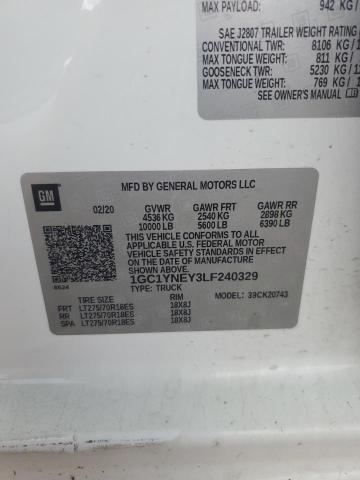 MAX PAYLOAD: 942 KG /
SAE J2807 TRAILER WEIGHT RATING
CONVENTIONAL TWR: 8106 KG / 1
MAX TONGUE WEIGHT: 811 KG / 1
GOOSENECK TWR: 5230 KG / 11
MAX TONGUE WEIGHT: 769 KG / 1
SEE OWNER'S MANUAL
GM
MFD BY GENERAL MOTORS LLC
02/20 GVWR GAWR FRT GAWR RR
4536 KG 2540 KG 2898 KG
10000 LB 5600 LB 6390 LB
THIS VEHICLE CONFORMS TO ALL
APPLICABLE U.S. FEDERAL MOTOR
VEHICLE SAFETY STANDARDS IN
EFFECT ON THE DATE OF
MANUFACTURE SHOWN ABOVE.
1GC1YNEY3LF240329
TYPE: TRUCK
MODEL: 39CK20743
TIRE SIZE RIM
FRT LT275/70R18ES 18X8J
RR LT275/70R18ES 18X8J
SPA LT275/70R18ES 18X8J